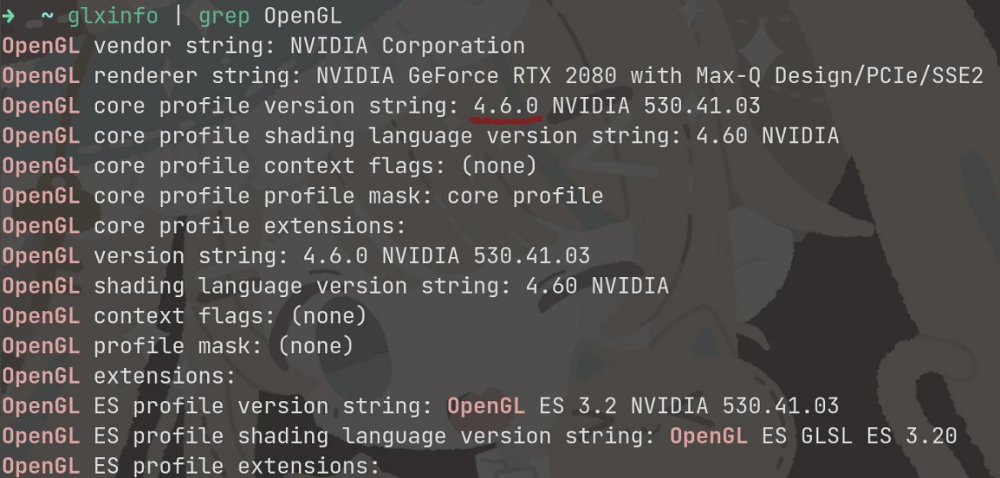 ➜ ~ glxinfo | grep OpenGL
OpenGL vendor string: NVIDIA Corporation
OpenGL renderer string: NVIDIA GeForce RTX 2080 with Max-Q Design/PCIe/SSE2
OpenGL core profile version string: 4.6.0 NVIDIA 530.41.03
OpenGL core profile shading language version string: 4.60 NVIDIA
OpenGL core profile context flags: (none)
OpenGL core profile profile mask: core profile
OpenGL core profile extensions:
OpenGL version string: 4.6.0 NVIDIA 530.41.03
OpenGL shading language version string: 4.60 NVIDIA
OpenGL context flags: (none)
OpenGL profile mask: (none)
OpenGL extensions:
OpenGL ES profile version string: OpenGL ES 3.2 NVIDIA 530.41.03
OpenGL ES profile shading language version string: OpenGL ES GLSL ES 3.20
OpenGL ES profile extensions: